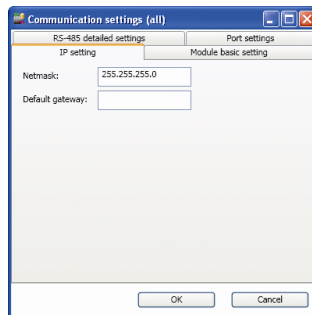 Communication settings (all)
RS-485 detailed settings
Port settings
IP setting
Module basic setting
Netmask:
255.255.255.0
Default gateway:
OK
Cancel